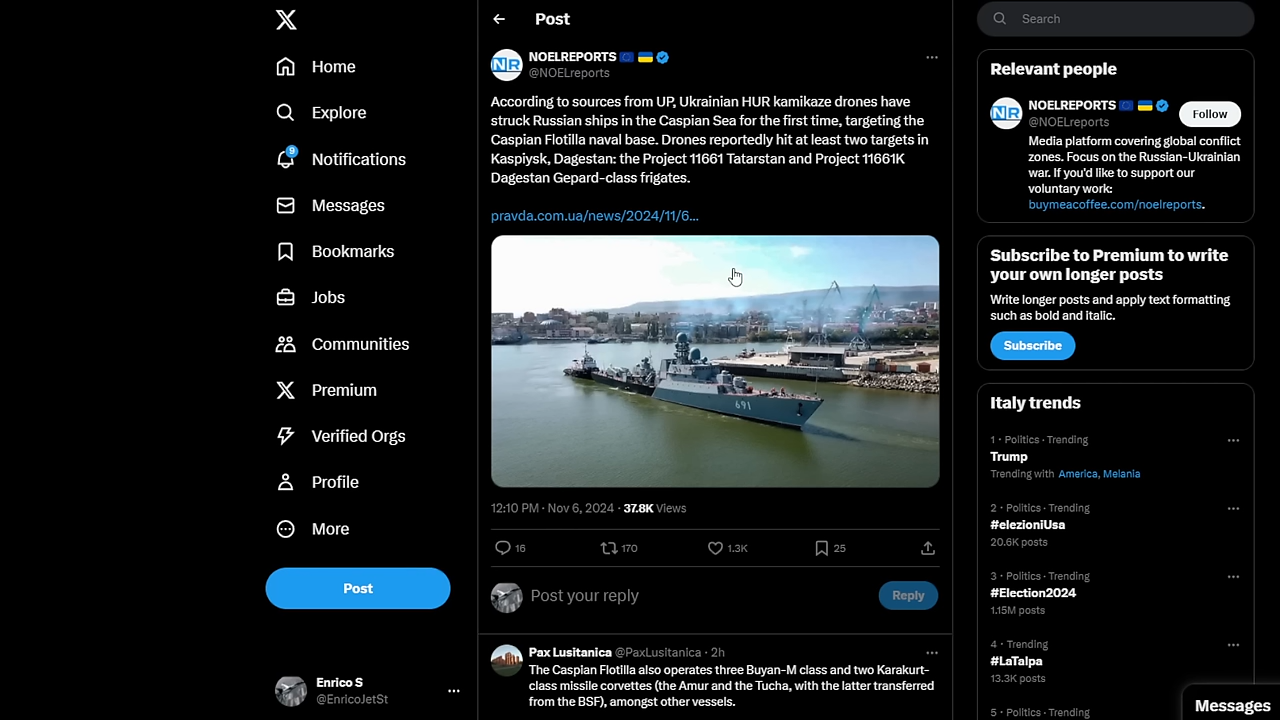 Home
Explore
9
Notifications
Messages
Bookmarks
Jobs
Communities
Premium
Verified Orgs
Profile
More
Post
Enrico S
@EnricoJetSt
Post
NR
NOELREPORTS
@NOELreports
According to sources from UP, Ukrainian HUR kamikaze drones have
struck Russian ships in the Caspian Sea for the first time, targeting the
Caspian Flotilla naval base. Drones reportedly hit at least two targets in
Kaspiysk, Dagestan: the Project 11661 Tatarstan and Project 11661K
Dagestan Gepard-class frigates.
pravda.com.ua/news/2024/11/6…
691
12:10 PM · Nov 6, 2024 · 37.8K Views
16 170 1.3K 25
Post your reply
Reply
Pax Lusitanica @PaxLusitanica · 2h
The Caspian Flotilla also operates three Buyan-M class and two Karakurt-
class missile corvettes (the Amur and the Tucha, with the latter transferred
from the BSF), amongst other vessels.
Search
Relevant people
NR
NOELREPORTS
@NOELreports
Follow
Media platform covering global conflict
zones. Focus on the Russian-Ukrainian
war. If you'd like to support our
voluntary work:
buymeacoffee.com/noelreports.
Subscribe to Premium to write
your own longer posts
Write longer posts and apply text formatting
such as bold and italic.
Subscribe
Italy trends
1 · Politics · Trending
Trump
Trending with America, Melania
2 · Politics · Trending
#elezioniUsa
20.6K posts
3 · Politics · Trending
#Election2024
1.15M posts
4 · Trending
#LaTalpa
13.3K posts
5 · Politics · Trending
Messages